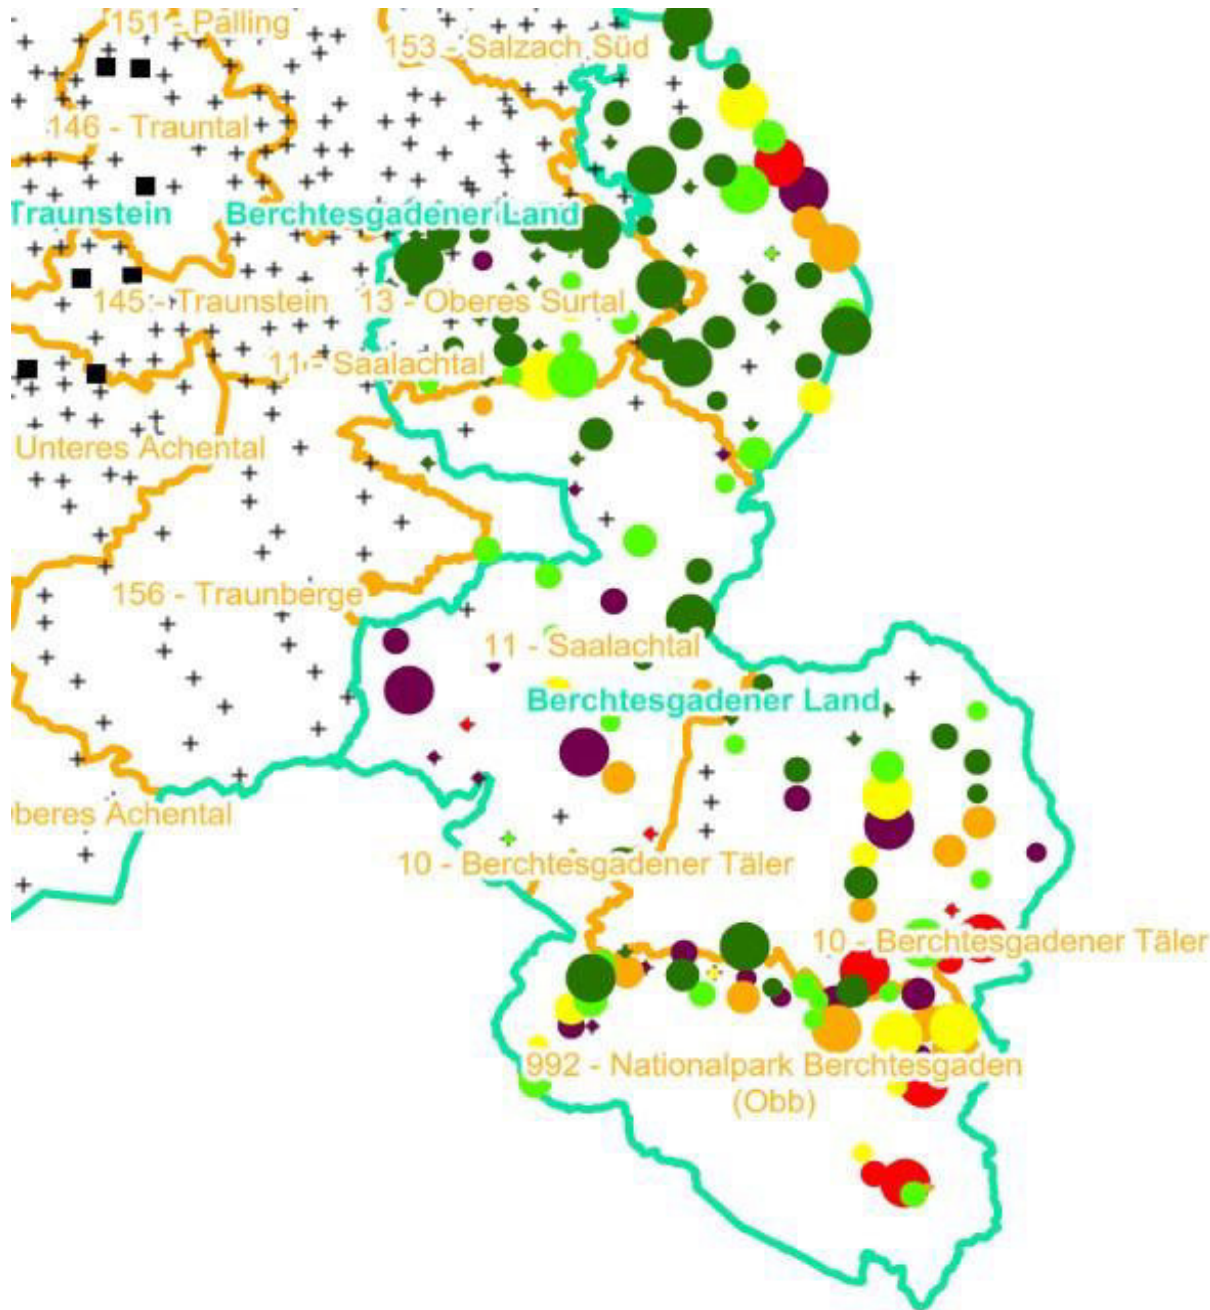 151 - Palling
153 - Salzach Süd
146 - Trauntal
Traunstein
Berchtesgadener Land
145 - Traunstein
13 - Oberes Surtal
11 - Saalachtal
Unteres Achental
156 - Traunberge
11 - Saalachtal
Berchtesgadener Land
beres Achental
10 - Berchtesgadener Täler
10 - Berchtesgadener Täler
992 - Nationalpark Berchtesgaden
(Obb)